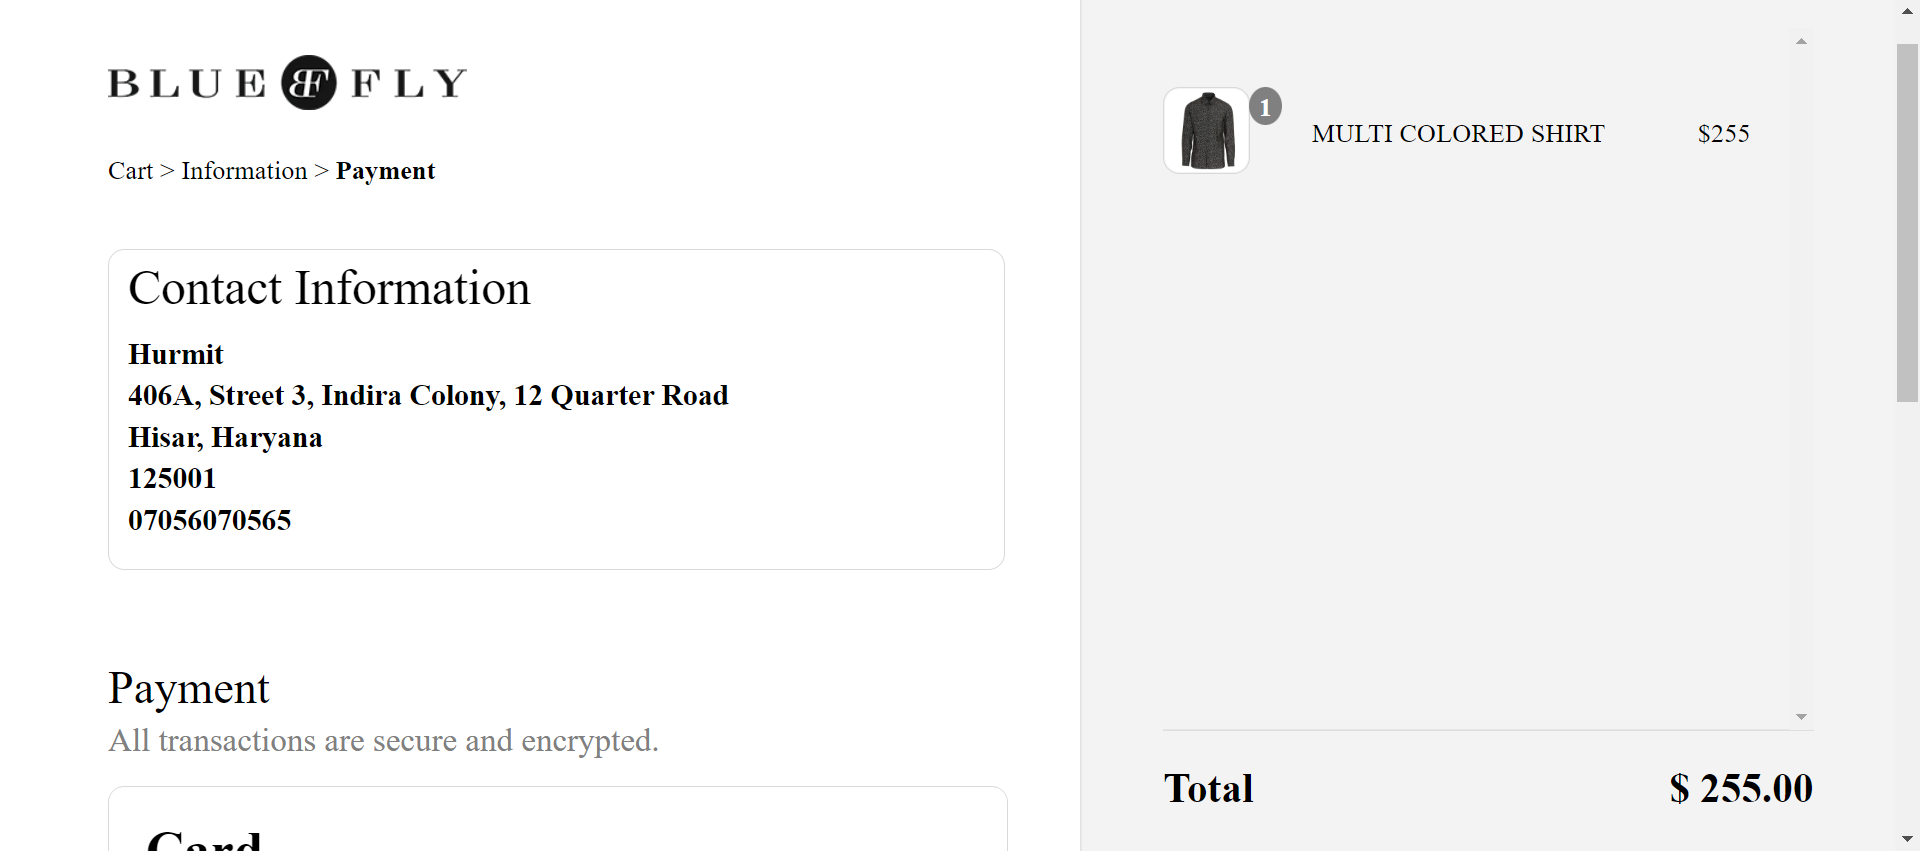 BLUE BF FLY
Cart > Information > Payment
Contact Information
Hurmit
406A, Street 3, Indira Colony, 12 Quarter Road
Hisar, Haryana
125001
07056070565
Payment
All transactions are secure and encrypted.
Card
1
MULTI COLORED SHIRT $255
Total $ 255.00